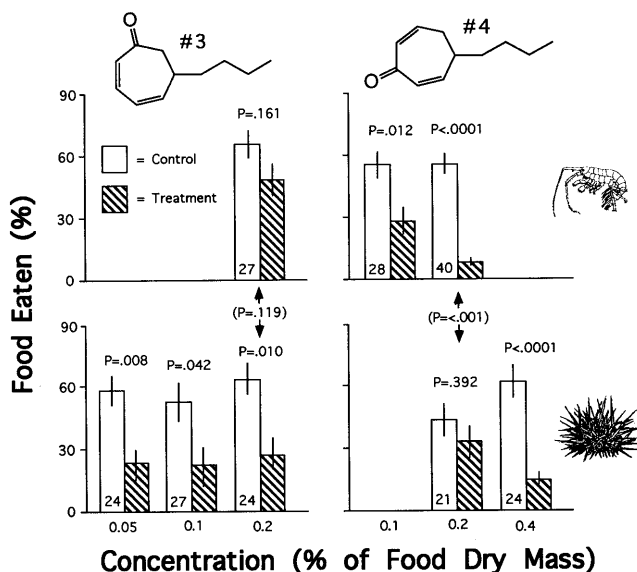 O
#3
#4
O
90
60
30
0
= Control
= Treatment
P=.161
27
P=.012
P<.0001
28
40
(P=.119)
(P=<.001)
90
60
30
0
P=.008
P=.042
P=.010
24
27
24
P=.392
P<.0001
21
24
0.05
0.1
0.2
0.1
0.2
0.4
Food Eaten (%)
Concentration (% of Food Dry Mass)